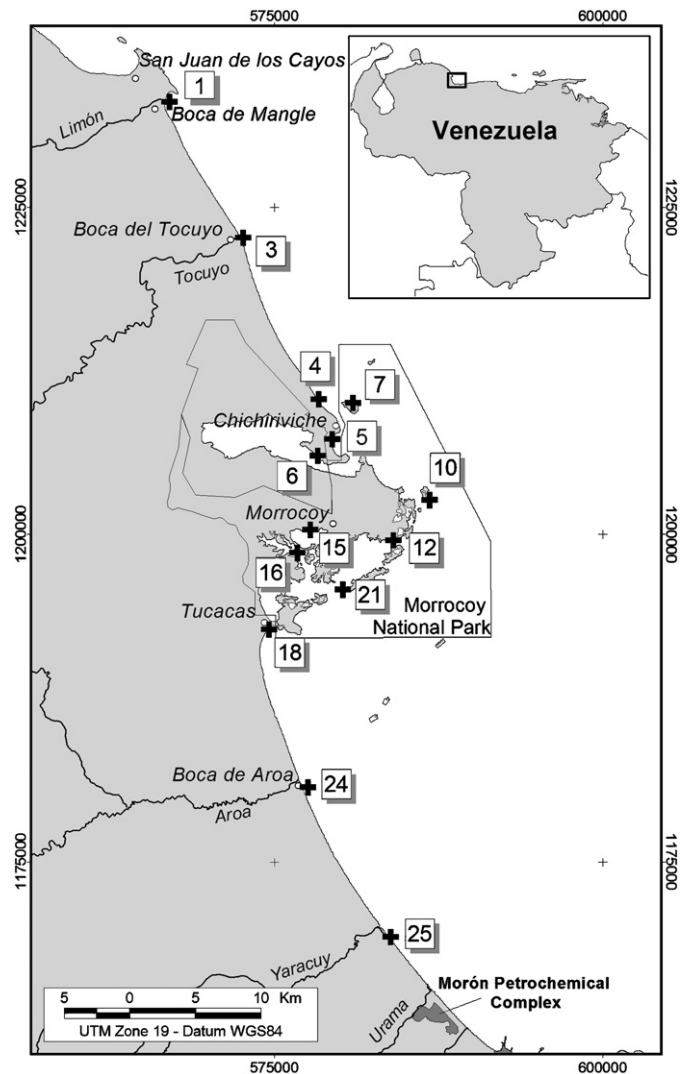 575000
600000
San Juan de los Cayos
1
Boca de Mangle
Limón
Venezuela
1225000
1225000
Boca del Tocuyo
3
Tocuyo
4
7
Chichiriviche
5
6
10
Morrocoy
1200000
1200000
15
12
16
21
Tucacas
Morrocoy
National Park
18
Boca de Aroa
24
Aroa
1175000
1175000
25
Yaracuy
Morón Petrochemical
Complex
Urama
5 0 5 10 Km
UTM Zone 19 - Datum WGS84
575000
600000